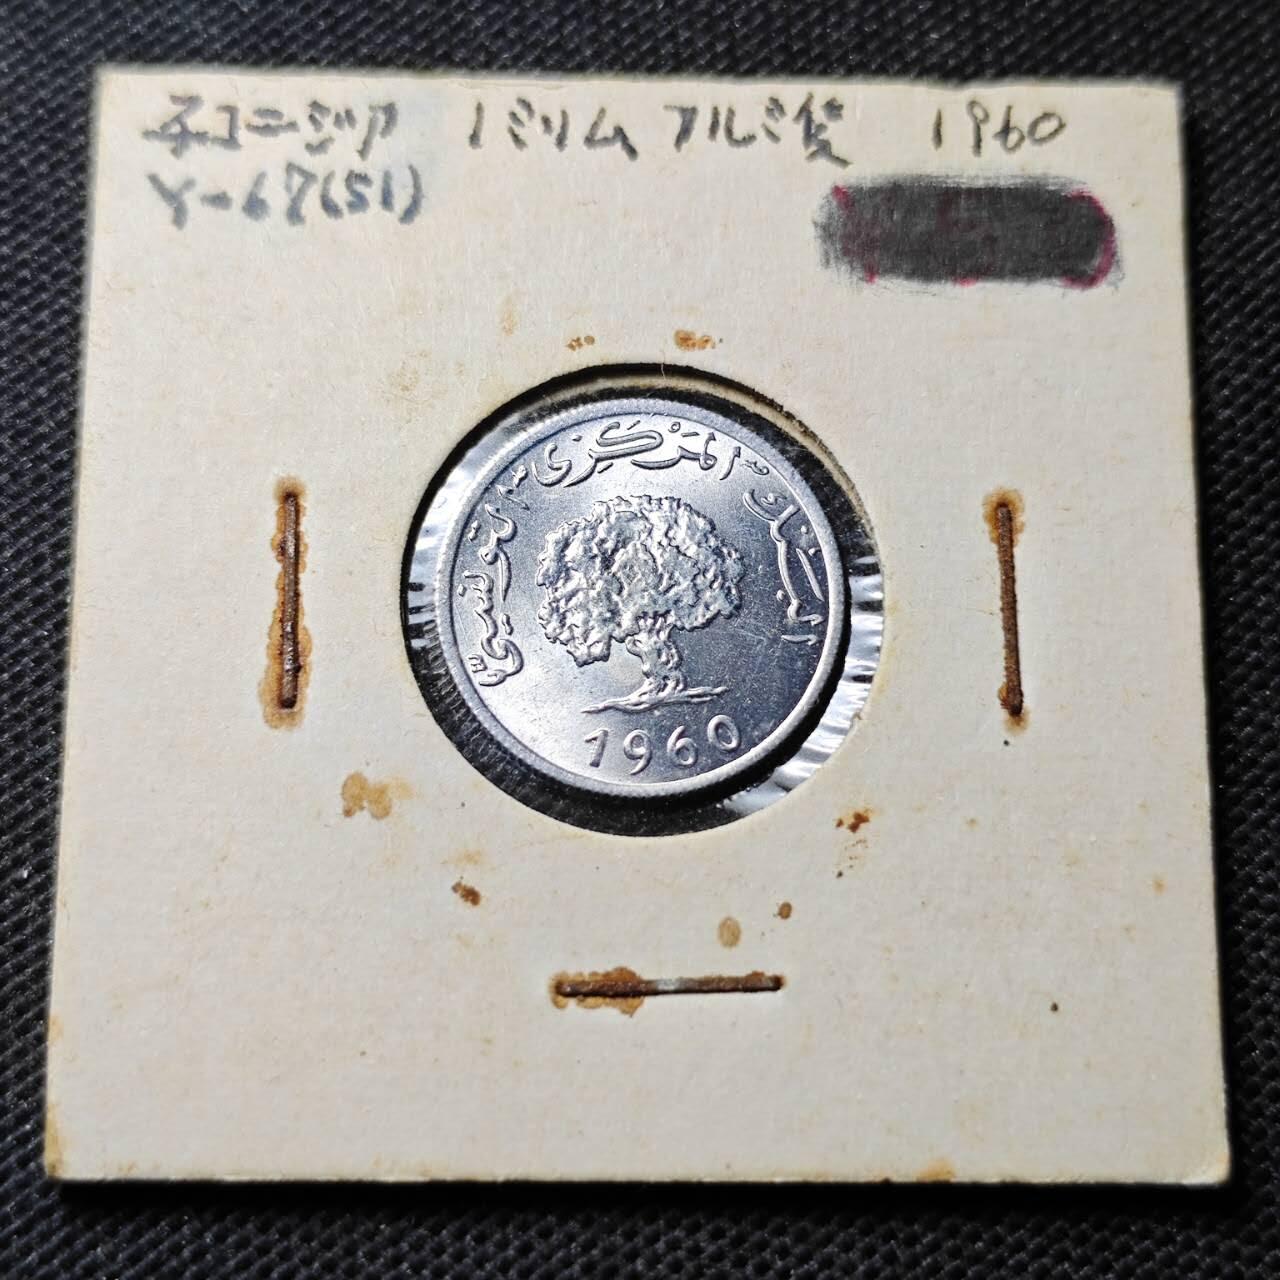 チュニジア 1ミリム アルミ貨 1960
Y-67(51)
البنك المركزي التونسي
1960